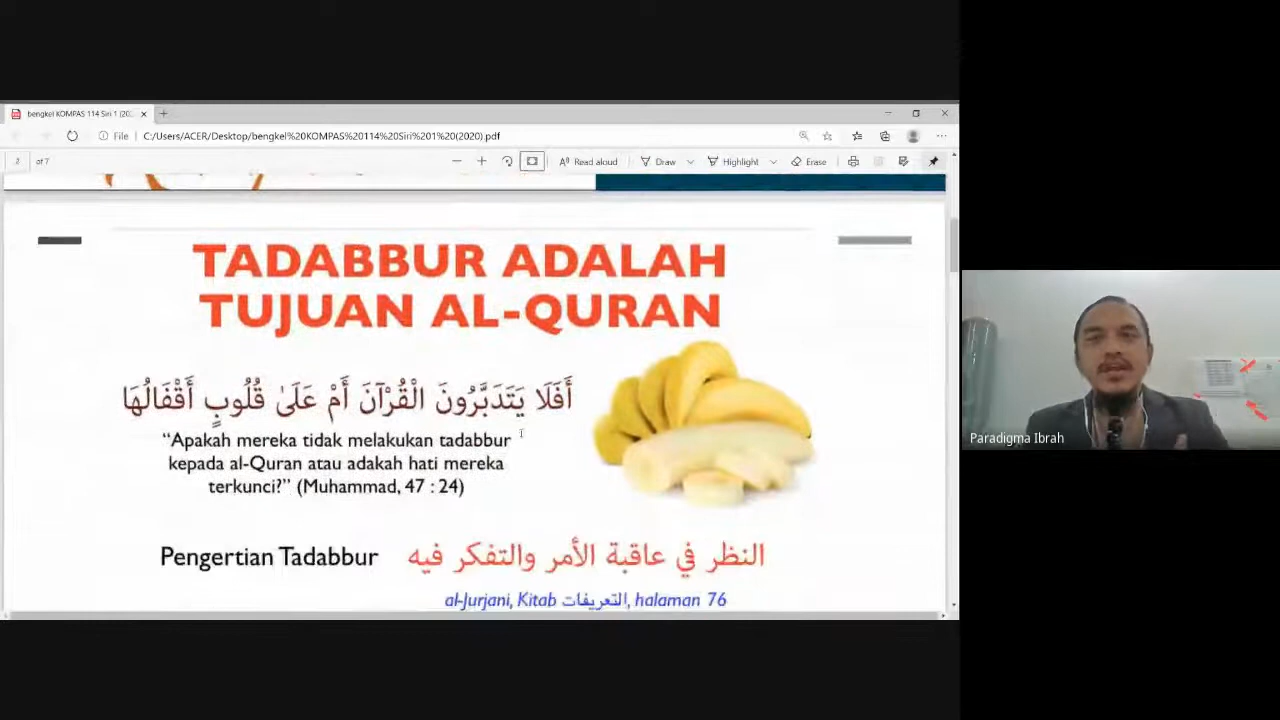 bengkel KOMPAS 114 Siri 1 (202
File
C:/Users/ACER/Desktop/bengkel%20KOMPAS%20114%20Siri%201%20(2020).pdf
2 of 7
Read aloud
Draw
Highlight
Erase
TADABBUR ADALAH
TUJUAN AL-QURAN
أَفَلَا يَتَدَبَّرُونَ الْقُرْآنَ أَمْ عَلَىٰ قُلُوبٍ أَقْفَالُهَا
“Apakah mereka tidak melakukan tadabbur
kepada al-Quran atau adakah hati mereka
terkunci?” (Muhammad, 47 : 24)
Pengertian Tadabbur النظر في عاقبة الأمر والتفكر فيه
al-Jurjani, Kitab التعريفات, halaman 76
Paradigma Ibrah